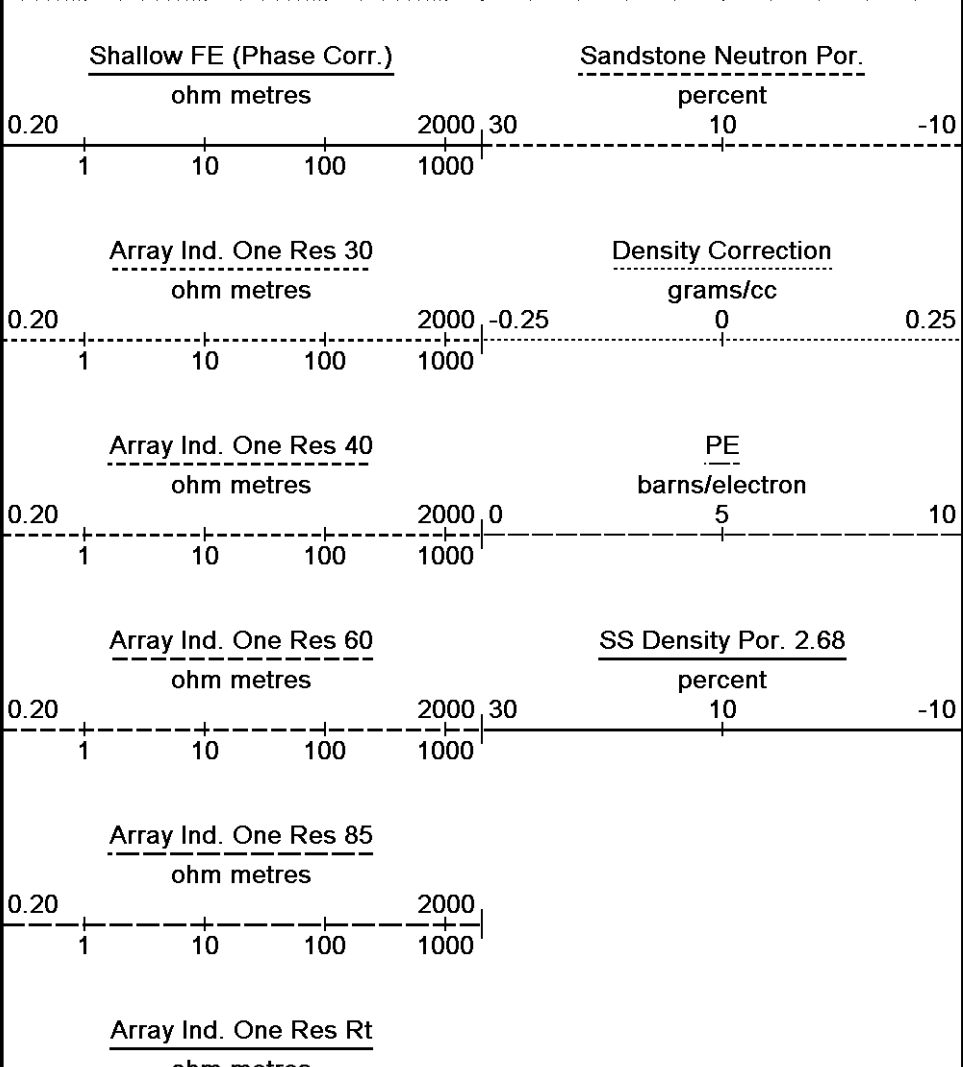 Shallow FE (Phase Corr.)
ohm metres
0.20 2000
1 10 100 1000
Sandstone Neutron Por.
percent
30 10 -10
Array Ind. One Res 30
ohm metres
0.20 2000
1 10 100 1000
Density Correction
grams/cc
-0.25 0 0.25
Array Ind. One Res 40
ohm metres
0.20 2000
1 10 100 1000
PE
barns/electron
0 5 10
Array Ind. One Res 60
ohm metres
0.20 2000
1 10 100 1000
SS Density Por. 2.68
percent
30 10 -10
Array Ind. One Res 85
ohm metres
0.20 2000
1 10 100 1000
Array Ind. One Res Rt
ohm metres